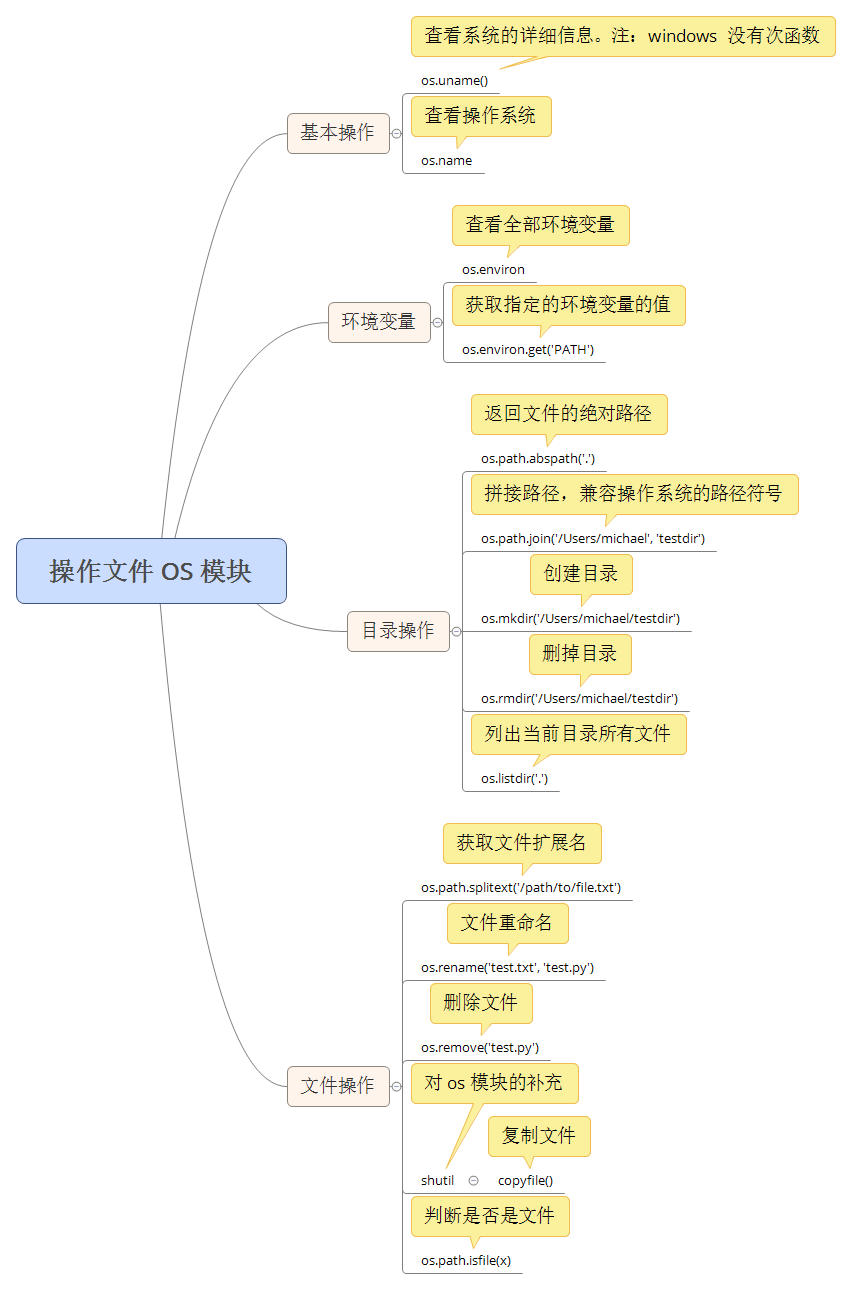 查看系统的详细信息。注：windows 没有次函数
os.uname()
基本操作
查看操作系统
os.name
查看全部环境变量
os.environ
环境变量
获取指定的环境变量的值
os.environ.get('PATH')
返回文件的绝对路径
os.path.abspath('.')
拼接路径，兼容操作系统的路径符号
os.path.join('/Users/michael', 'testdir')
操作文件 OS 模块
创建目录
os.mkdir('/Users/michael/testdir')
目录操作
删掉目录
os.rmdir('/Users/michael/testdir')
列出当前目录所有文件
os.listdir('.')
获取文件扩展名
os.path.splitext('/path/to/file.txt')
文件重命名
os.rename('test.txt', 'test.py')
删除文件
os.remove('test.py')
文件操作
对 os 模块的补充
复制文件
shutil copyfile()
判断是否是文件
os.path.isfile(x)